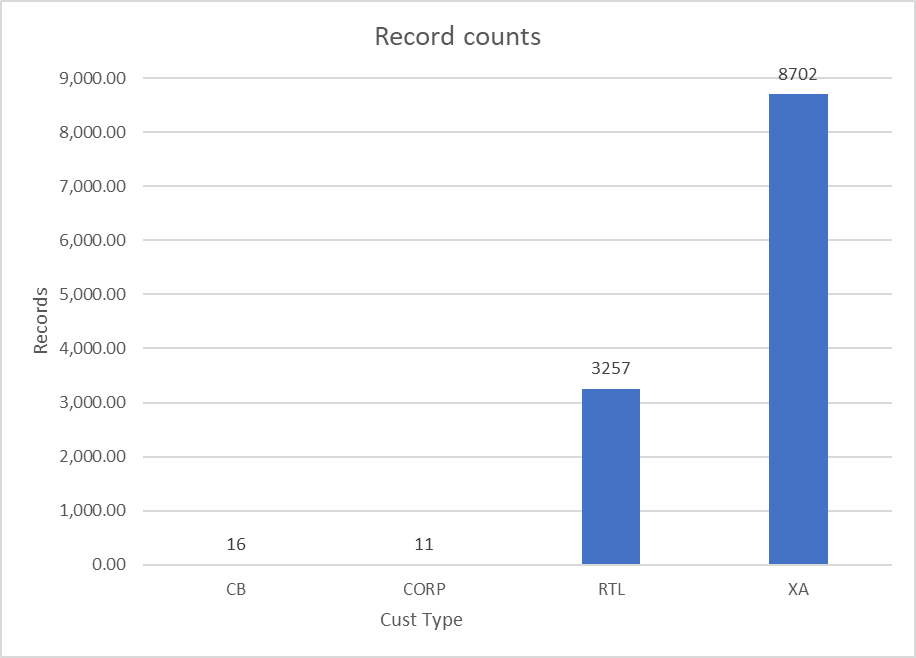 Record counts
9,000.00
8,000.00
7,000.00
6,000.00
5,000.00
4,000.00
3,000.00
2,000.00
1,000.00
0.00
Records
16
11
3257
8702
CB
CORP
RTL
XA
Cust Type